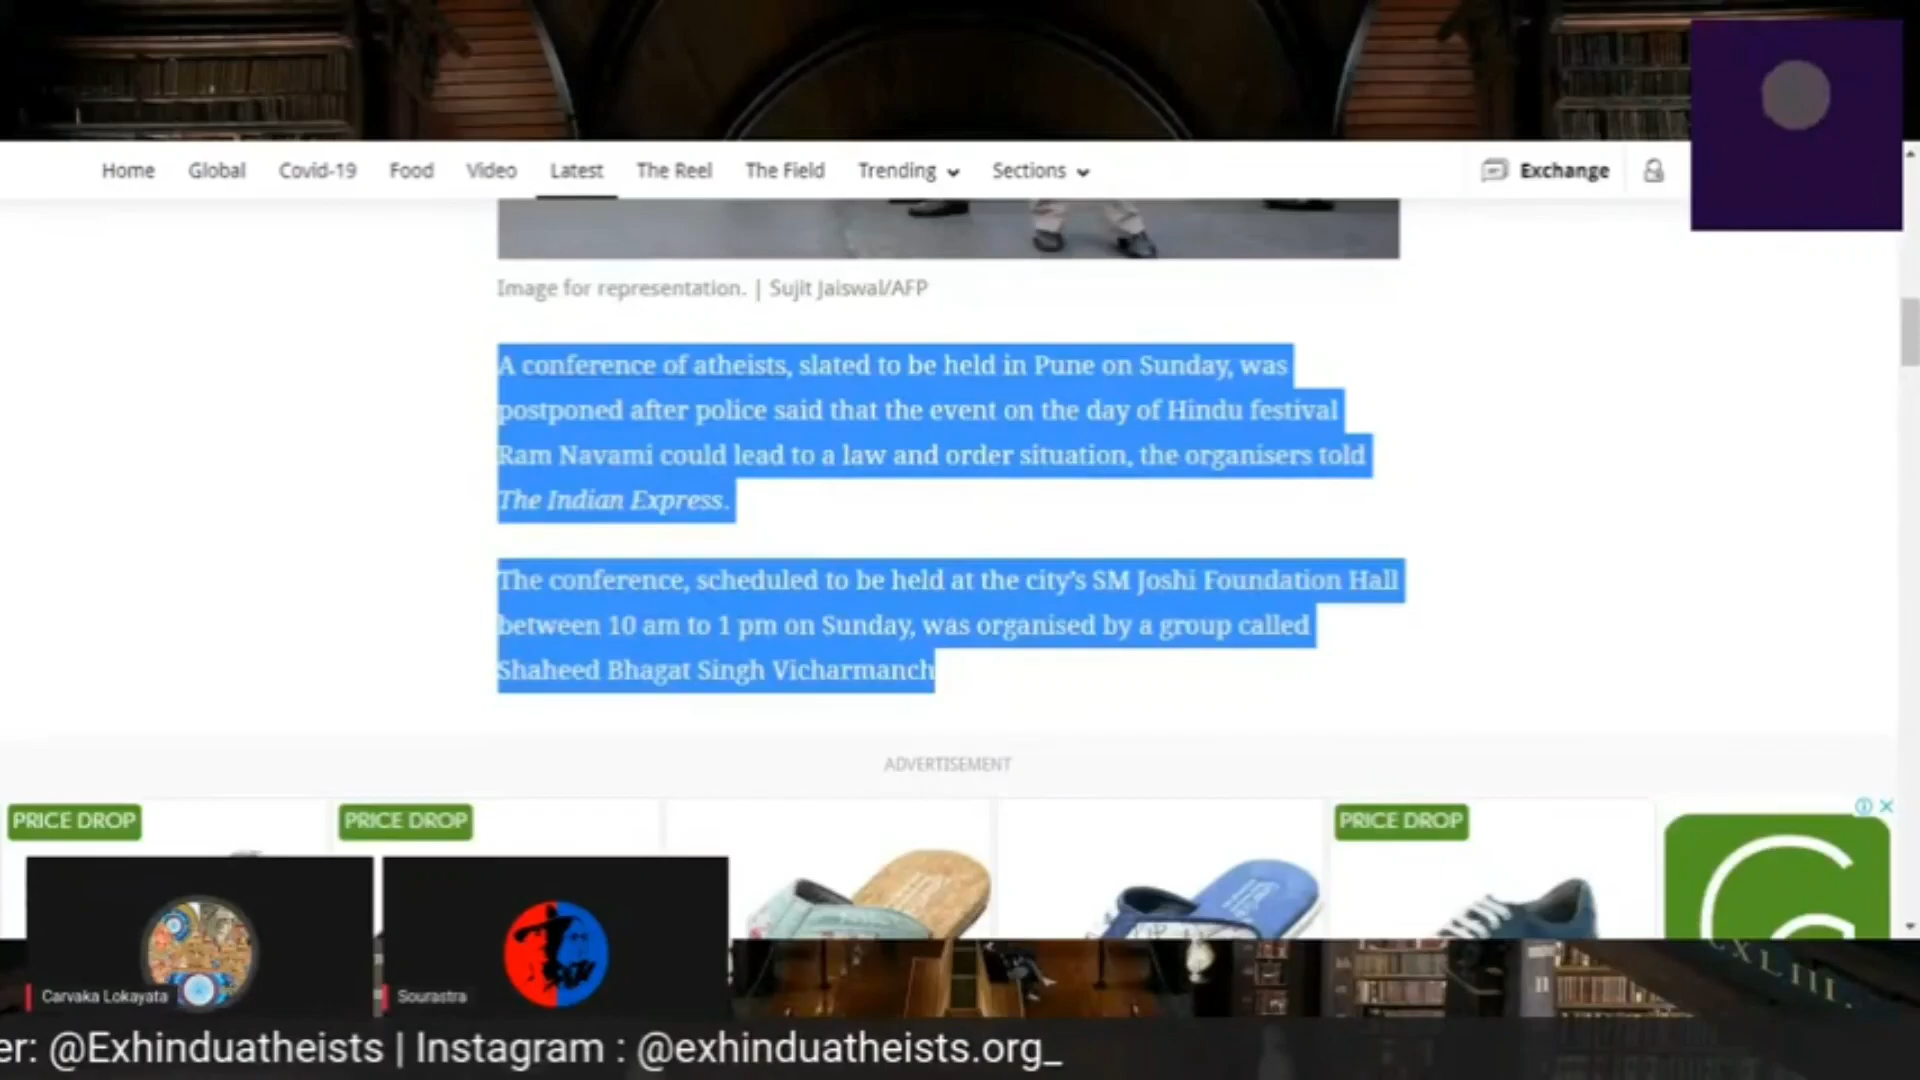 Home Global Covid-19 Food Video Latest The Reel The Field Trending Sections Exchange
Image for representation. | Sujit Jaiswal/AFP
A conference of atheists, slated to be held in Pune on Sunday, was
postponed after police said that the event on the day of Hindu festival
Ram Navami could lead to a law and order situation, the organisers told
The Indian Express.
The conference, scheduled to be held at the city's SM Joshi Foundation Hall
between 10 am to 1 pm on Sunday, was organised by a group called
Shaheed Bhagat Singh Vicharmanch
ADVERTISEMENT
PRICE DROP
PRICE DROP
PRICE DROP
Carvaka Lokayata
Sourastra
CXLIII.
er: @Exhinduatheists | Instagram : @exhinduatheists.org_